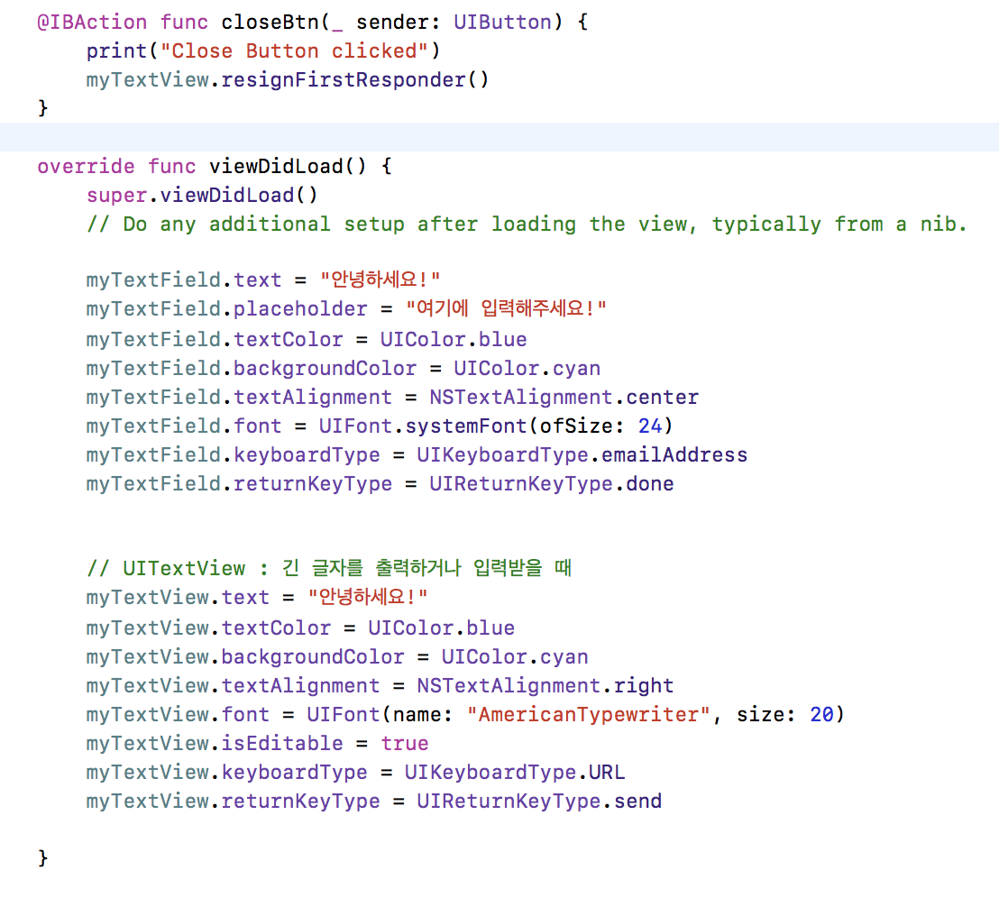 @IBAction func closeBtn(_ sender: UIButton) {
    print("Close Button clicked")
    myTextView.resignFirstResponder()
}
override func viewDidLoad() {
    super.viewDidLoad()
    // Do any additional setup after loading the view, typically from a nib.
    myTextField.text = "안녕하세요!"
    myTextField.placeholder = "여기에 입력해주세요!"
    myTextField.textColor = UIColor.blue
    myTextField.backgroundColor = UIColor.cyan
    myTextField.textAlignment = NSTextAlignment.center
    myTextField.font = UIFont.systemFont(ofSize: 24)
    myTextField.keyboardType = UIKeyboardType.emailAddress
    myTextField.returnKeyType = UIReturnKeyType.done
    // UITextView : 긴 글자를 출력하거나 입력받을 때
    myTextView.text = "안녕하세요!"
    myTextView.textColor = UIColor.blue
    myTextView.backgroundColor = UIColor.cyan
    myTextView.textAlignment = NSTextAlignment.right
    myTextView.font = UIFont(name: "AmericanTypewriter", size: 20)
    myTextView.isEditable = true
    myTextView.keyboardType = UIKeyboardType.URL
    myTextView.returnKeyType = UIReturnKeyType.send
}